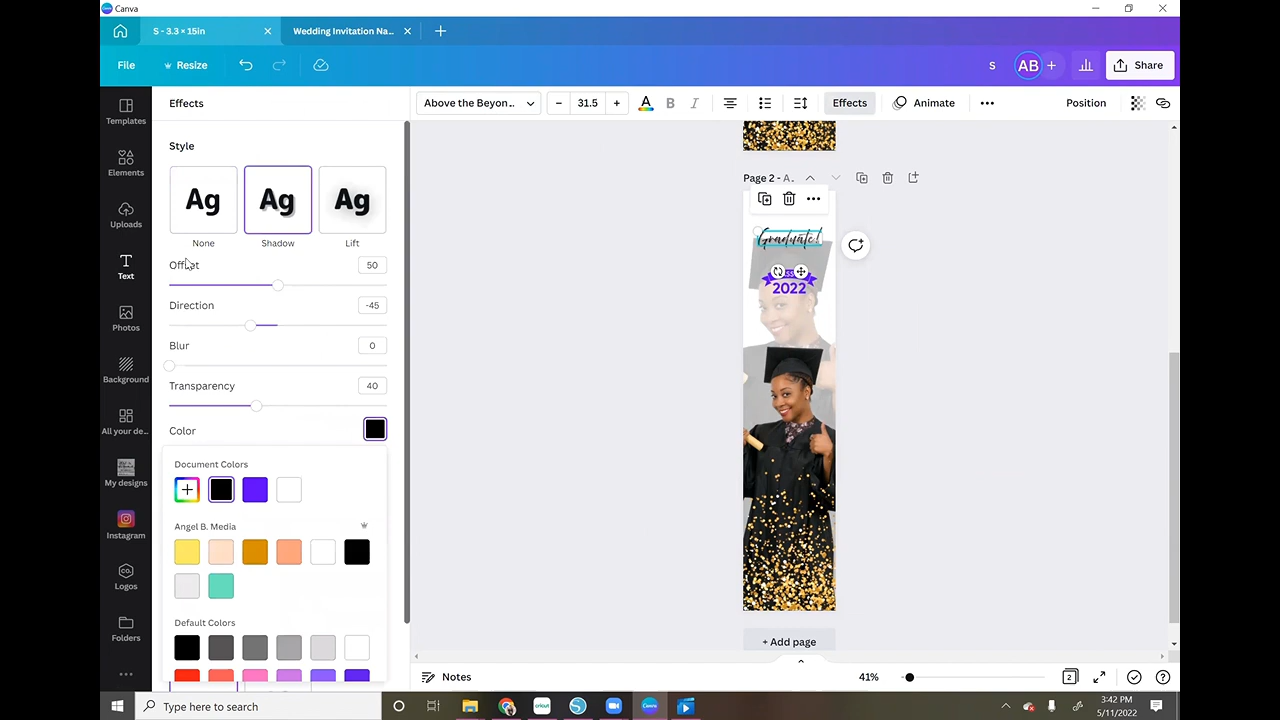 Canva
S - 3.3 × 15in
Wedding Invitation Na...
File
Resize
S
AB
Share
Effects
Above the Beyon...
31.5
A
B
I
Effects
Animate
Position
Templates
Elements
Uploads
Text
Photos
Background
All your de...
My designs
Instagram
Logos
Folders
Style
Ag
Ag
Ag
None
Shadow
Lift
Offset
50
Direction
-45
Blur
0
Transparency
40
Color
Document Colors
Angel B. Media
Default Colors
Page 2 - A...
Graduate!
2022
+ Add page
Notes
41%
2
Type here to search
3:42 PM
5/11/2022